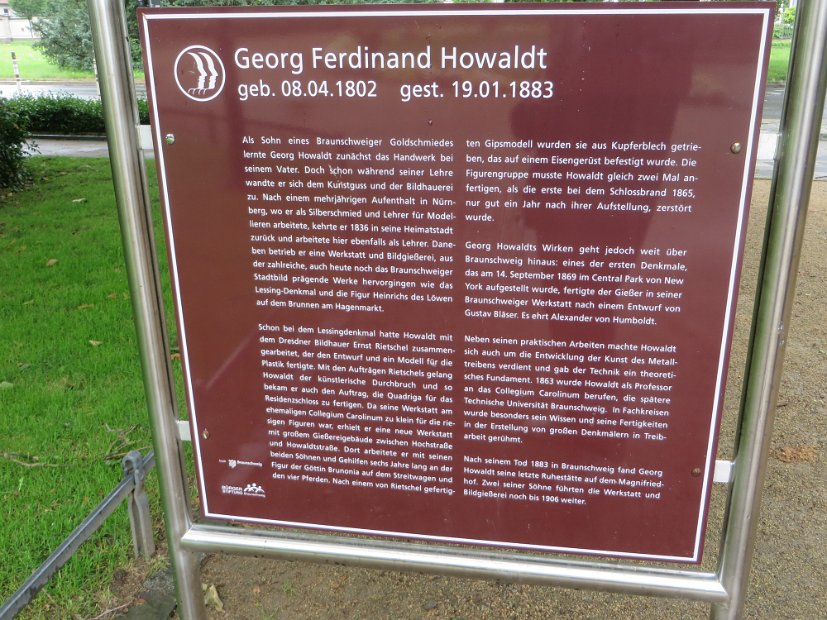 Georg Ferdinand Howaldt
geb. 08.04.1802 gest. 19.01.1883
Als Sohn eines Braunschweiger Goldschmiedes
lernte Georg Howaldt zunächst das Handwerk bei
seinem Vater. Doch schon während seiner Lehre
wandte er sich dem Kunstguss und der Bildhauerei
zu. Nach einem mehrjährigen Aufenthalt in Nürn-
berg, wo er als Silberschmied und Lehrer für Model-
lieren arbeitete, kehrte er 1836 in seine Heimatstadt
zurück und arbeitete hier ebenfalls als Lehrer. Dane-
ben betrieb er eine Werkstatt und Bildgießerei, aus
der zahlreiche, auch heute noch das Braunschweiger
Stadtbild prägende Werke hervorgingen wie das
Lessing-Denkmal und die Figur Heinrichs des Löwen
auf dem Brunnen am Hagenmarkt.
Schon bei dem Lessingdenkmal hatte Howaldt mit
dem Dresdner Bildhauer Ernst Rietschel zusammen-
gearbeitet, der den Entwurf und ein Modell für die
Plastik fertigte. Mit den Aufträgen Rietschels gelang
Howaldt der künstlerische Durchbruch und so
bekam er auch den Auftrag, die Quadriga für das
Residenzschloss zu fertigen. Da seine Werkstatt am
ehemaligen Collegium Carolinum zu klein für die rie-
sigen Figuren war, erhielt er eine neue Werkstatt
mit großem Gießereigebäude zwischen Hochstraße
und Howaldtstraße. Dort arbeitete er mit seinen
beiden Söhnen und Gehilfen sechs Jahre lang an der
Figur der Göttin Brunonia auf dem Streitwagen und
den vier Pferden. Nach einem von Rietschel gefertig-
ten Gipsmodell wurden sie aus Kupferblech getrie-
ben, das auf einem Eisengerüst befestigt wurde. Die
Figurengruppe musste Howaldt gleich zwei Mal an-
fertigen, als die erste bei dem Schlossbrand 1865,
nur gut ein Jahr nach ihrer Aufstellung, zerstört
wurde.
Georg Howaldts Wirken geht jedoch weit über
Braunschweig hinaus: eines der ersten Denkmale,
das am 14. September 1869 im Central Park von New
York aufgestellt wurde, fertigte der Gießer in seiner
Braunschweiger Werkstatt nach einem Entwurf von
Gustav Bläser. Es ehrt Alexander von Humboldt.
Neben seinen praktischen Arbeiten machte Howaldt
sich auch um die Entwicklung der Kunst des Metall-
treibens verdient und gab der Technik ein theoreti-
sches Fundament. 1863 wurde Howaldt als Professor
an das Collegium Carolinum berufen, die spätere
Technische Universität Braunschweig. In Fachkreisen
wurde besonders sein Wissen und seine Fertigkeiten
in der Erstellung von großen Denkmälern in Treib-
arbeit gerühmt.
Nach seinem Tod 1883 in Braunschweig fand Georg
Howaldt seine letzte Ruhestätte auf dem Magnifried-
hof. Zwei seiner Söhne führten die Werkstatt und
Bildgießerei noch bis 1906 weiter.
Braunschweig
BÜRGER
STIFTUNG